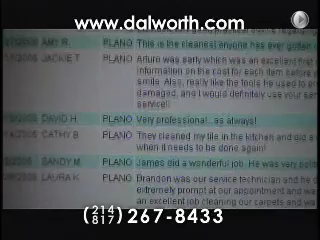 www.dalworth.com
AMY R. PLANO This is the cleanest anyone has ever gotten
JACKIE T PLANO Arturo was early which was an excellent first
information on the cost for each item before
smile. Also, really like the tools he used to
damaged, and I would definitely use your
service!!
DAVID H. PLANO Very professional...as always!
CATHY B. PLANO They cleaned my tile in the kitchen and did
when it needs to be done again!
SANDY M. PLANO James did a wonderful job. He was very
LAURA K. PLANO Brandon was our service technician and he
extremely prompt at our appointment and was
an excellent job cleaning our carpets and
(214
817) 267-8433